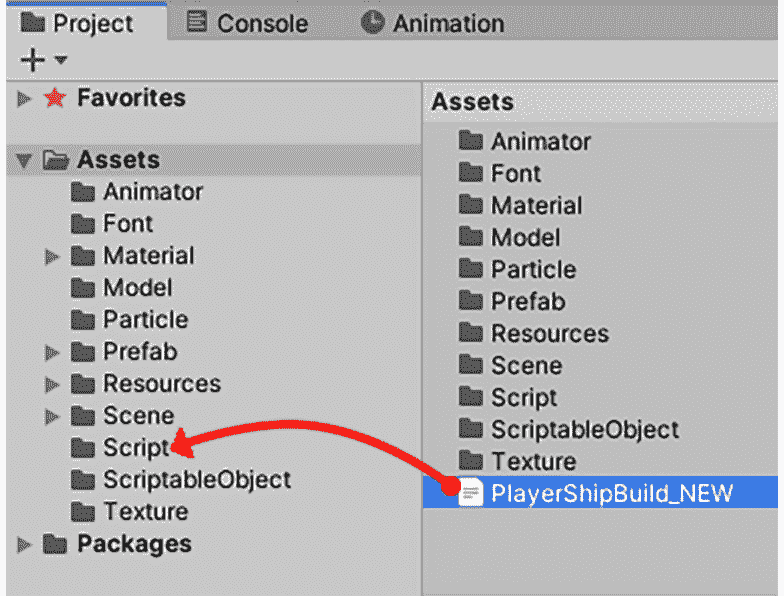 Project Console Animation
Favorites
Assets
Animator
Font
Material
Model
Particle
Prefab
Resources
Scene
Script
ScriptableObject
Texture
Packages
Assets
Animator
Font
Material
Model
Particle
Prefab
Resources
Scene
Script
ScriptableObject
Texture
PlayerShipBuild_NEW